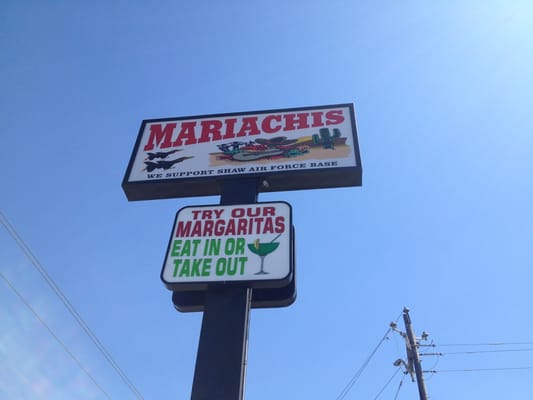 MARIACHIS
WE SUPPORT SHAW AIR FORCE BASE
TRY OUR
MARGARITAS
EAT IN OR
TAKE OUT